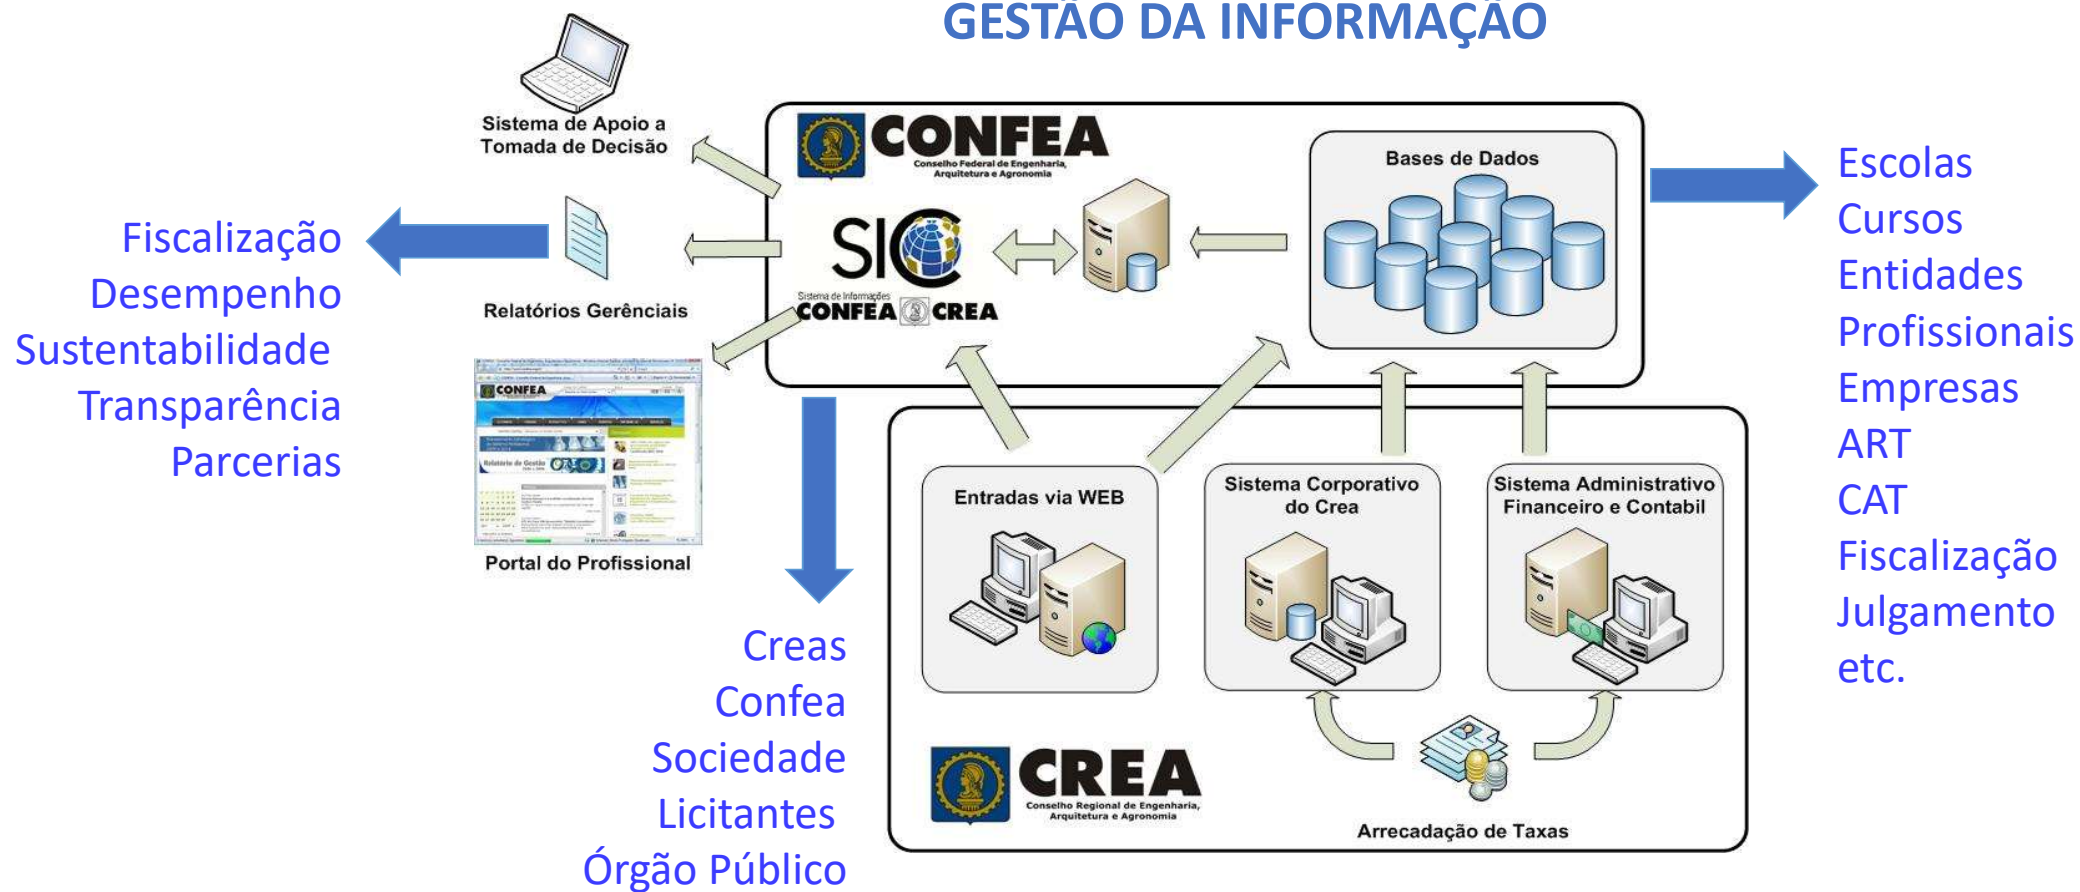 GESTÃO DA INFORMAÇÃO
Sistema de Apoio a
Tomada de Decisão
CONFEA
Conselho Federal de Engenharia,
Arquitetura e Agronomia
Bases de Dados
SIC
Sistema de Informações
CONFEA CREA
Fiscalização
Desempenho
Sustentabilidade
Transparência
Parcerias
Relatórios Gerênciais
CONFEA
Relatório de Gestão
Portal do Profissional
Escolas
Cursos
Entidades
Profissionais
Empresas
ART
CAT
Fiscalização
Julgamento
etc.
Entradas via WEB
Sistema Corporativo
do Crea
Sistema Administrativo
Financeiro e Contabil
Creas
Confea
Sociedade
Licitantes
Órgão Público
CREA
Conselho Regional de Engenharia,
Arquitetura e Agronomia
Arrecadação de Taxas